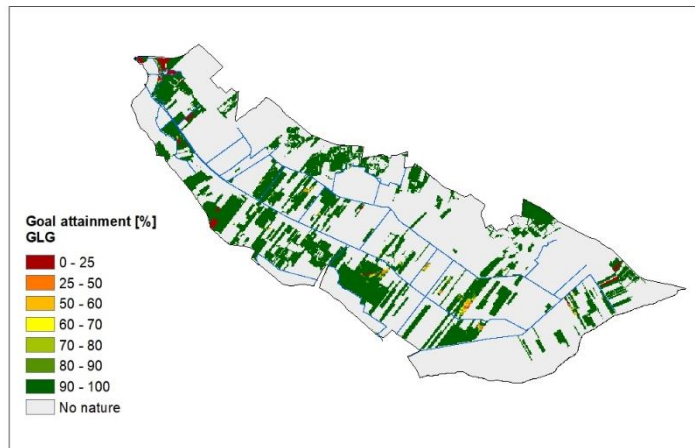 Goal attainment [%]
GLG
0 - 25
25 - 50
50 - 60
60 - 70
70 - 80
80 - 90
90 - 100
No nature